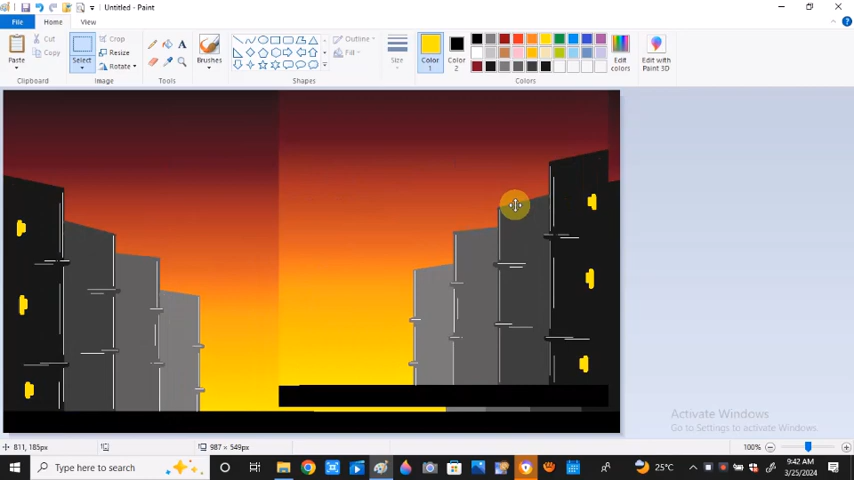 Untitled - Paint
File
Home
View
Paste
Cut
Copy
Clipboard
Select
Crop
Resize
Rotate
Image
Tools
Brushes
Shapes
Outline
Fill
Size
Color 1
Color 2
Colors
Edit colors
Edit with Paint 3D
Activate Windows
Go to Settings to activate Windows.
811, 185px
987 × 549px
100%
Type here to search
25°C
9:42 AM
3/25/2024